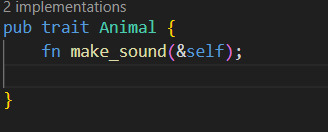 2 implementations
pub trait Animal {
    fn make_sound(&self);
}